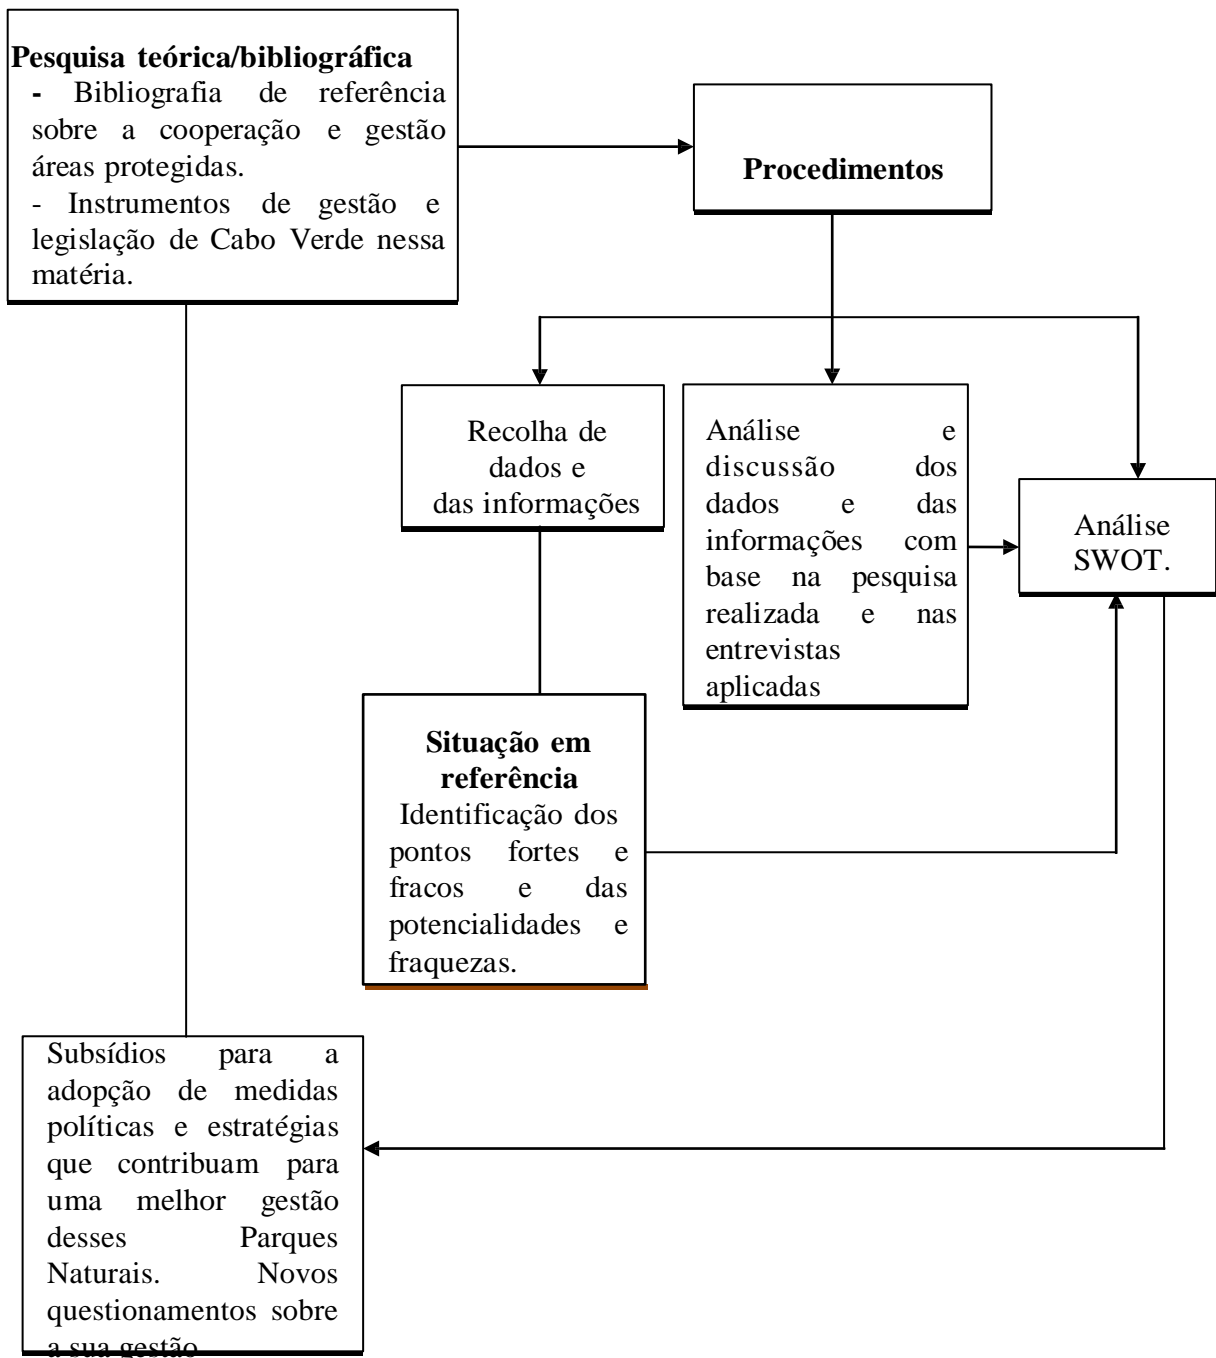 Pesquisa teórica/bibliográfica
- Bibliografia de referência
sobre a cooperação e gestão
áreas protegidas.
- Instrumentos de gestão e
legislação de Cabo Verde nessa
matéria.
Procedimentos
Recolha de
dados e
das informações
Análise e
discussão dos
dados e das
informações com
base na pesquisa
realizada e nas
entrevistas
aplicadas
Análise
SWOT.
Situação em
referência
Identificação dos
pontos fortes e
fracos e das
potencialidades e
fraquezas.
Subsídios para a
adopção de medidas
políticas e estratégias
que contribuam para
uma melhor gestão
desses Parques
Naturais. Novos
questionamentos sobre
a sua gestão